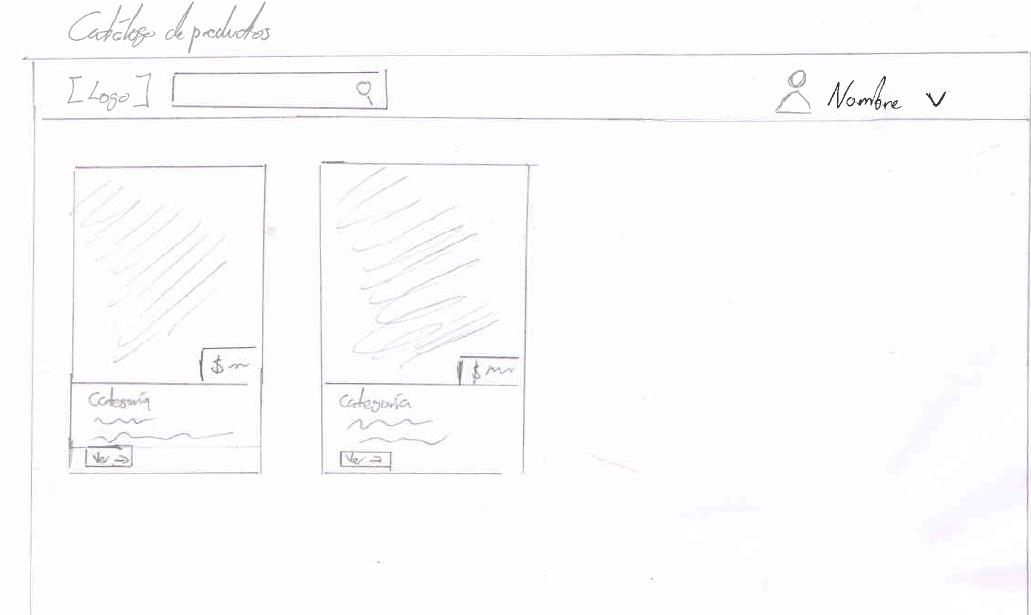 Catálogo de productos
[Logo]
Nombre
$
$
Categoría
Categoría
Ver →
Ver →